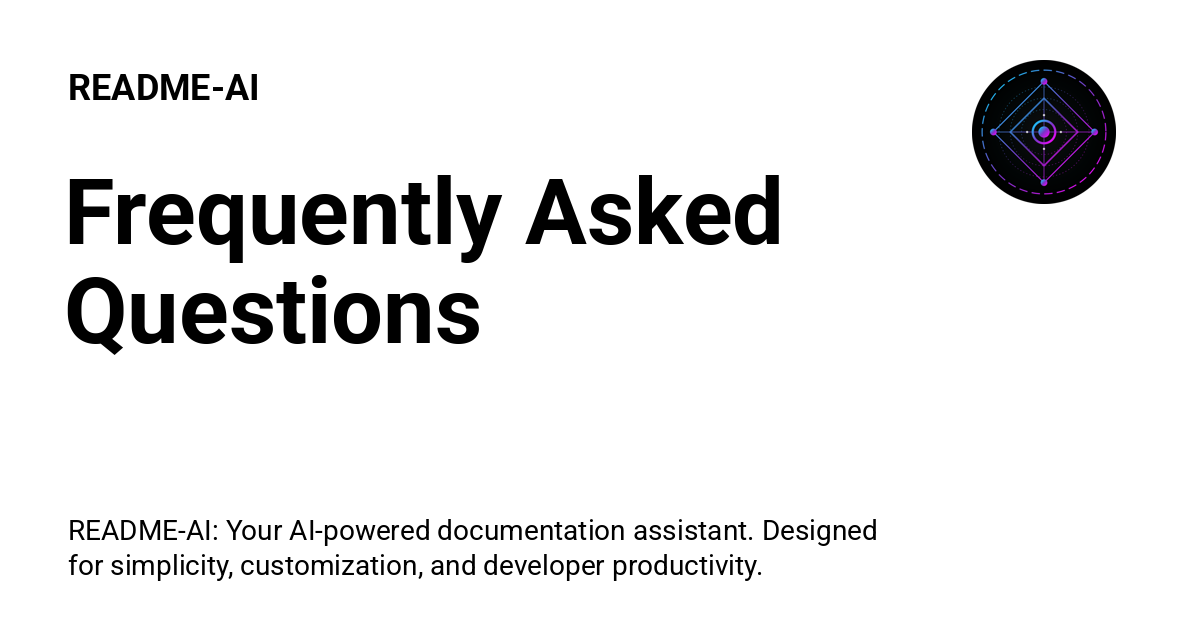 README-AI
Frequently Asked
Questions
README-AI: Your AI-powered documentation assistant. Designed
for simplicity, customization, and developer productivity.